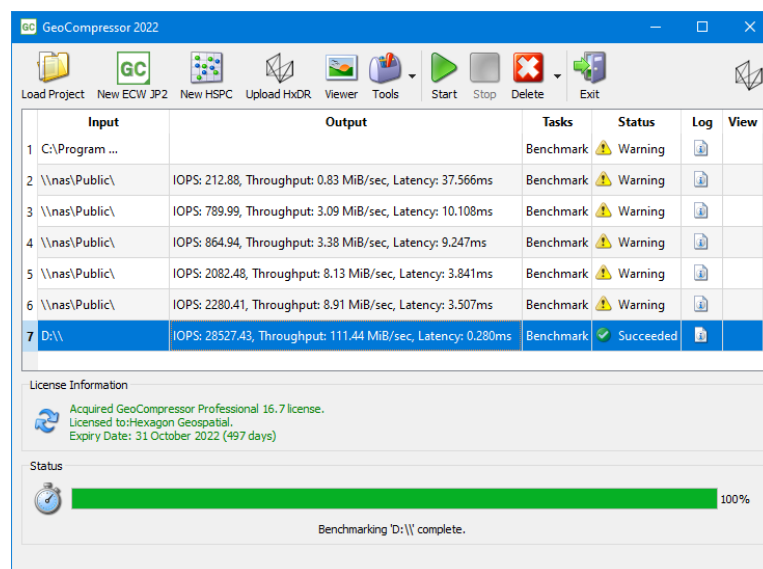 GC GeoCompressor 2022
Load Project New ECW JP2 New HSPC Upload HxDR Viewer Tools Start Stop Delete Exit
GC
Input Output Tasks Status Log View
1 C:\Program ... Benchmark Warning
2 \\nas\Public\ IOPS: 212.88, Throughput: 0.83 MiB/sec, Latency: 37.566ms Benchmark Warning
3 \\nas\Public\ IOPS: 789.99, Throughput: 3.09 MiB/sec, Latency: 10.108ms Benchmark Warning
4 \\nas\Public\ IOPS: 864.94, Throughput: 3.38 MiB/sec, Latency: 9.247ms Benchmark Warning
5 \\nas\Public\ IOPS: 2082.48, Throughput: 8.13 MiB/sec, Latency: 3.841ms Benchmark Warning
6 \\nas\Public\ IOPS: 2280.41, Throughput: 8.91 MiB/sec, Latency: 3.507ms Benchmark Warning
7 D:\\ IOPS: 28527.43, Throughput: 111.44 MiB/sec, Latency: 0.280ms Benchmark Succeeded
License Information
Acquired GeoCompressor Professional 16.7 license.
Licensed to:Hexagon Geospatial.
Expiry Date: 31 October 2022 (497 days)
Status
100%
Benchmarking 'D:\\' complete.